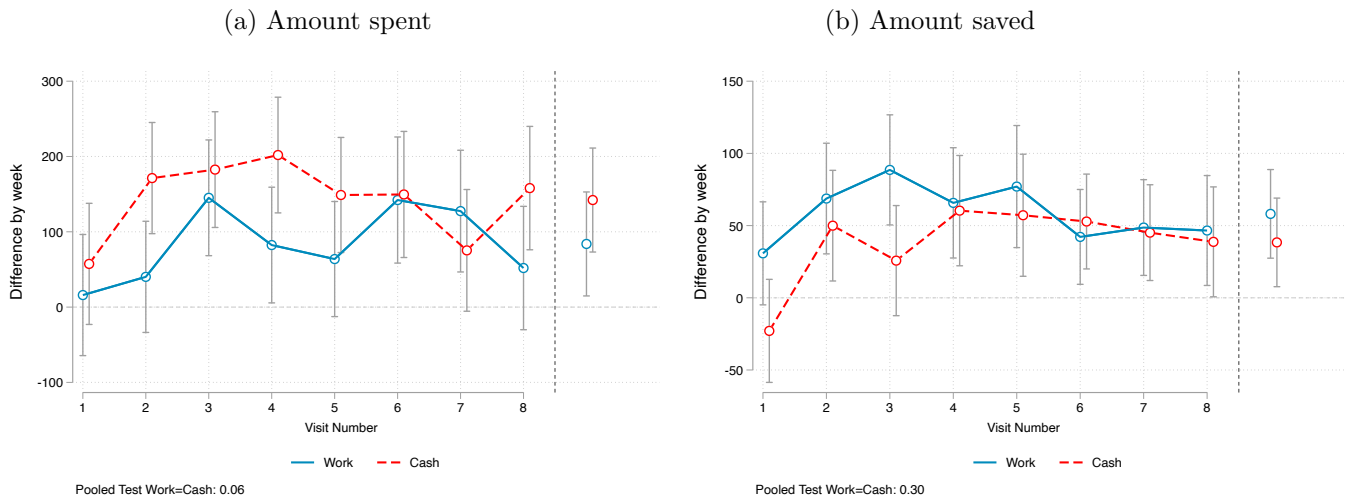 (a) Amount spent
300
200
100
0
-100
Difference by week
1 2 3 4 5 6 7 8
Visit Number
Work Cash
Pooled Test Work=Cash: 0.06
(b) Amount saved
150
100
50
0
-50
Difference by week
1 2 3 4 5 6 7 8
Visit Number
Work Cash
Pooled Test Work=Cash: 0.30